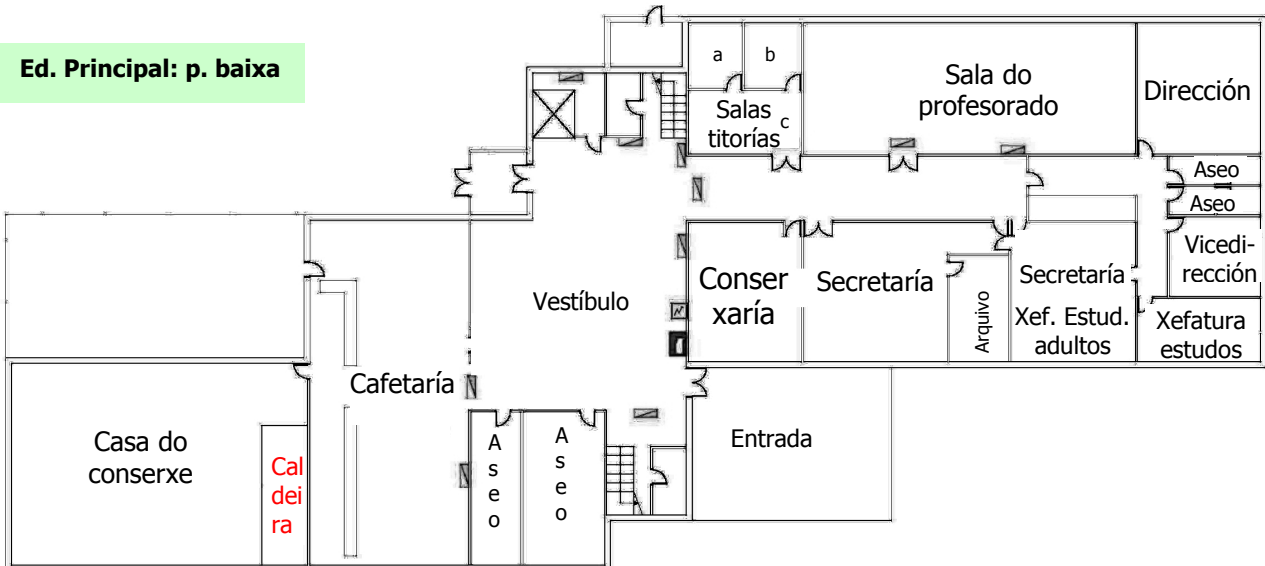 Ed. Principal: p. baixa
a
b
Salas
titorías
c
Sala do
profesorado
Dirección
Aseo
Aseo
Vicedi-
rección
Conser
xaría
Secretaría
Arquivo
Secretaría
Xef. Estud.
adultos
Xefatura
estudos
Vestíbulo
Cafetaría
Casa do
conserxe
Cal
dei
ra
A
s
e
o
A
s
e
o
Entrada